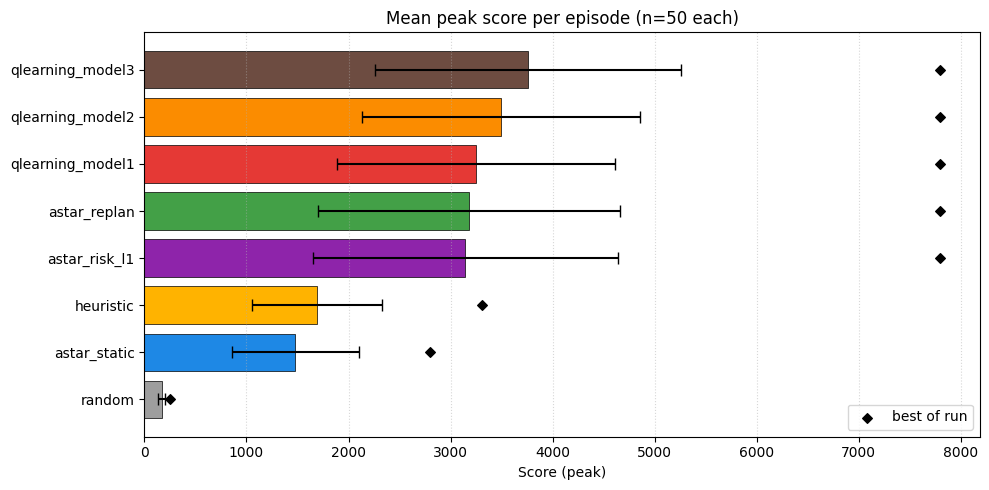 Mean peak score per episode (n=50 each)
qlearning_model3
qlearning_model2
qlearning_model1
astar_replan
astar_risk_l1
heuristic
astar_static
random
best of run
0 1000 2000 3000 4000 5000 6000 7000 8000
Score (peak)